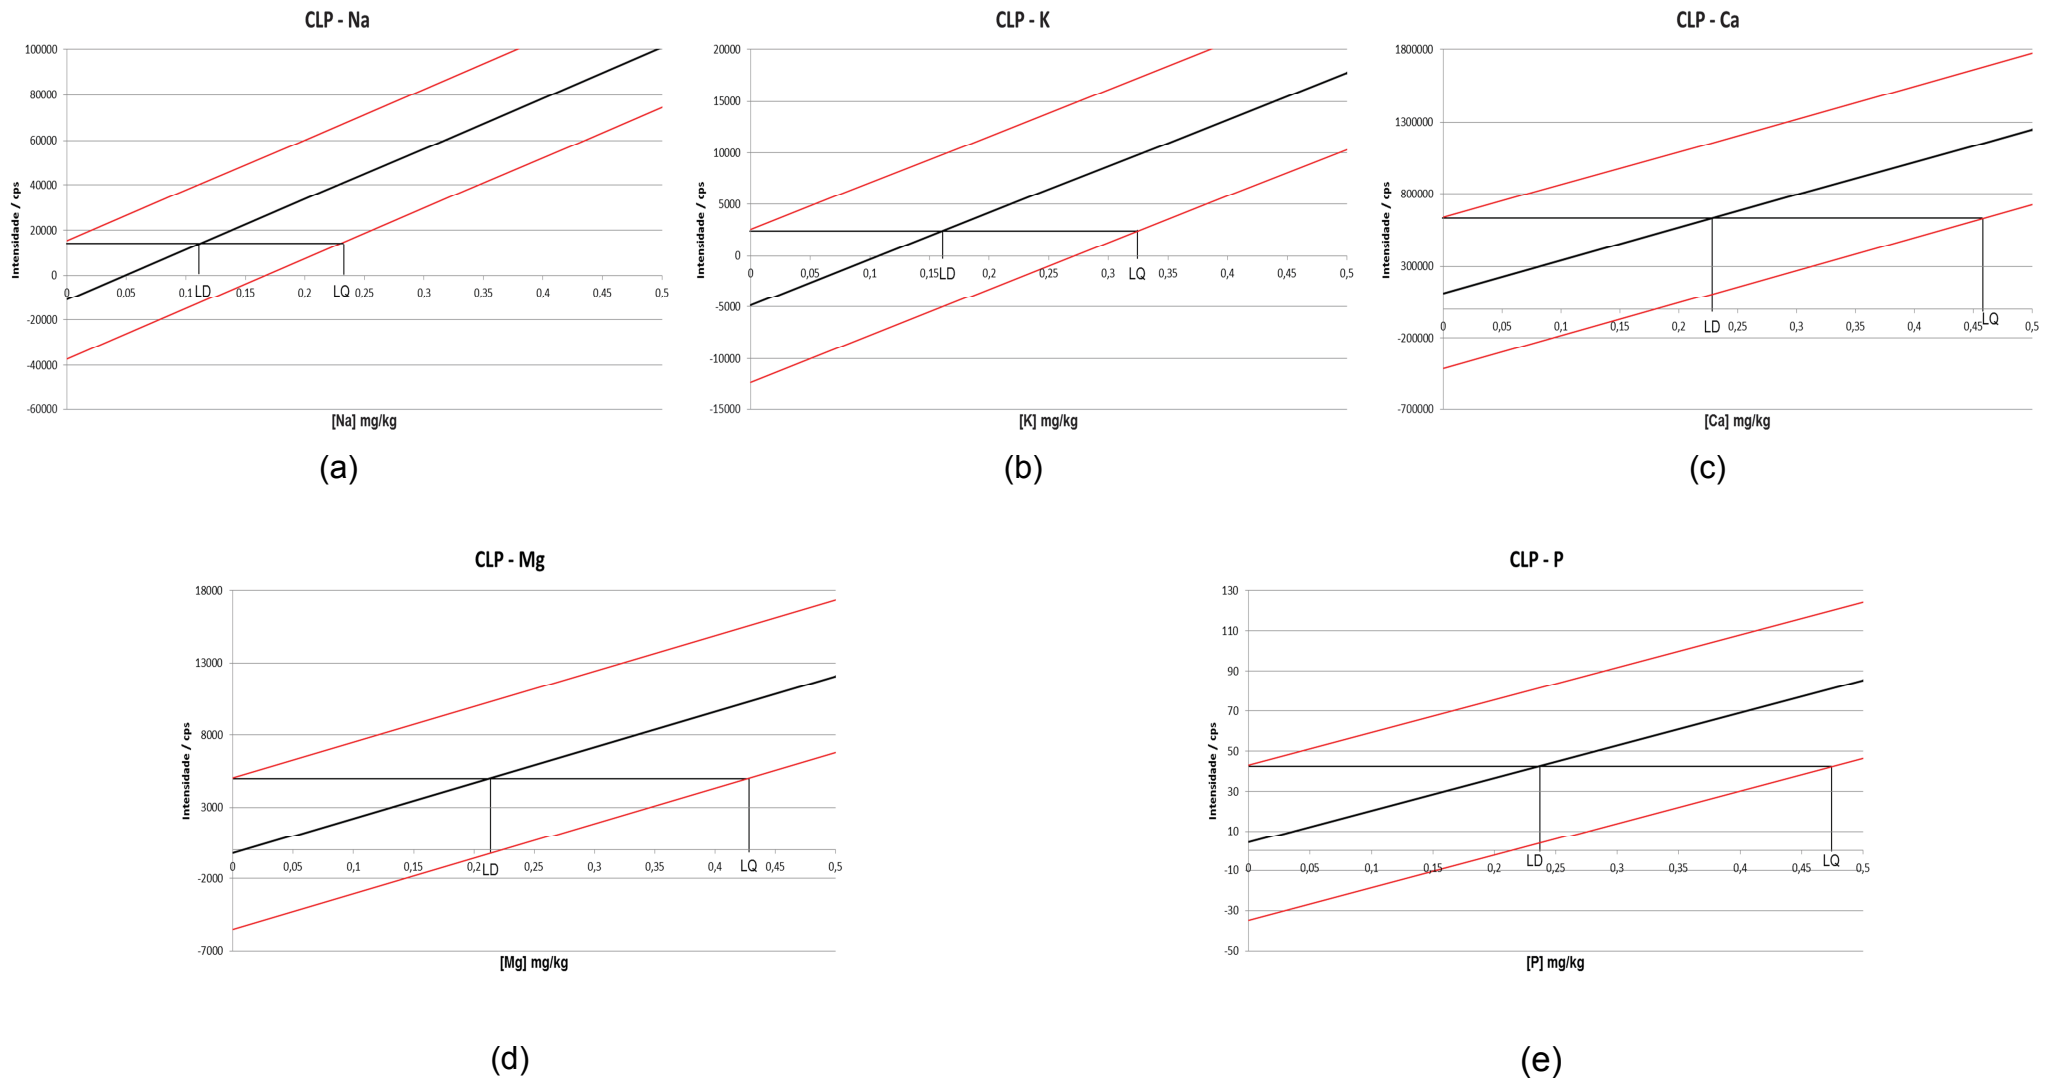 CLP - Na
100000
80000
60000
40000
20000
0
-20000
-40000
-60000
Intensidade / cps
0 0.05 0.1 LD 0.15 0.2 LQ 0.25 0.3 0.35 0.4 0.45 0.5
[Na] mg/kg
(a)
CLP - K
20000
15000
10000
5000
0
-5000
-10000
-15000
Intensidade / cps
0 0,05 0,1 0,15 LD 0,2 0,25 0,3 LQ 0,35 0,4 0,45 0,5
[K] mg/kg
(b)
CLP - Ca
1800000
1300000
800000
300000
-200000
-700000
Intensidade / cps
0 0,05 0,1 0,15 0,2 LD 0,25 0,3 0,35 0,4 0,45 LQ 0,5
[Ca] mg/kg
(c)
CLP - Mg
18000
13000
8000
3000
-2000
-7000
Intensidade / cps
0 0,05 0,1 0,15 0,2 LD 0,25 0,3 0,35 0,4 LQ 0,45 0,5
[Mg] mg/kg
(d)
CLP - P
130
110
90
70
50
30
10
-10
-30
-50
Intensidade / cps
0 0,05 0,1 0,15 0,2 LD 0,25 0,3 0,35 0,4 0,45 LQ 0,5
[P] mg/kg
(e)